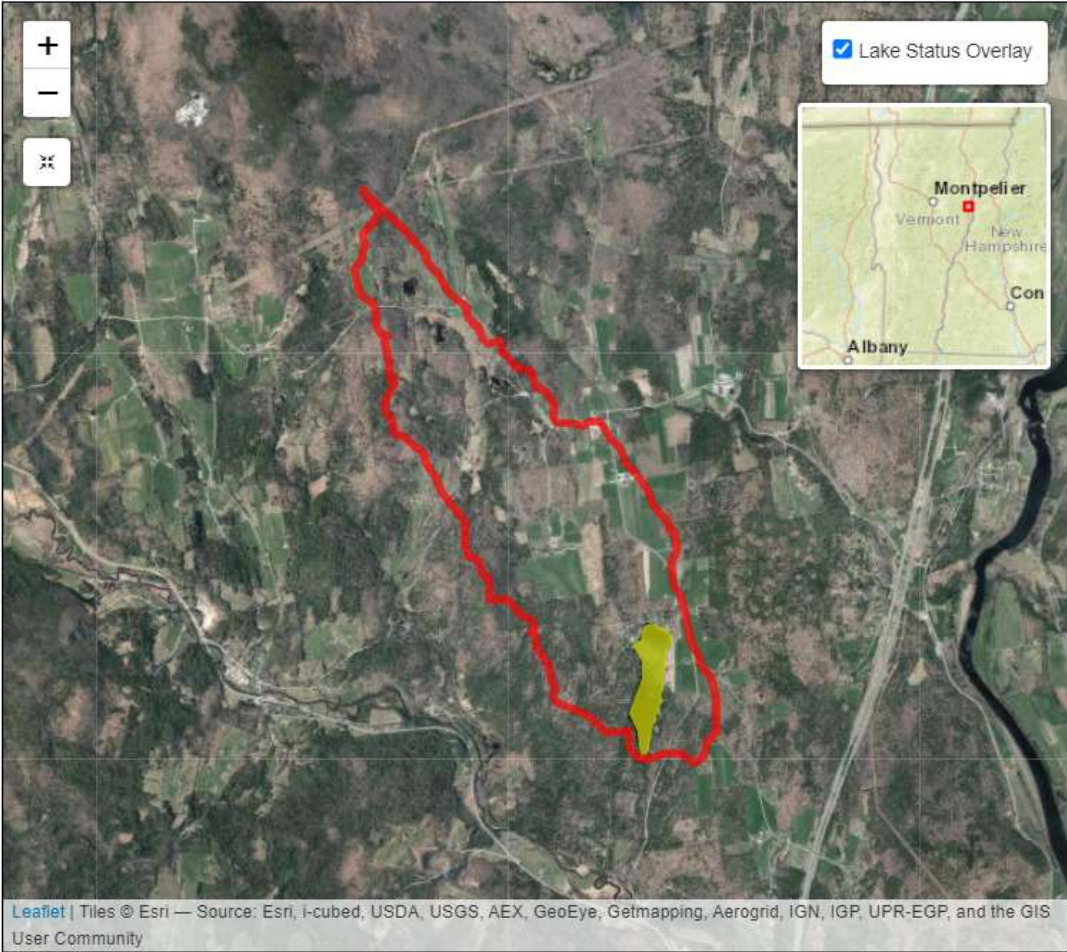 +
−
Lake Status Overlay
Montpelier
Vermont
New
Hampshire
Con
Albany
Leaflet | Tiles © Esri — Source: Esri, i-cubed, USDA, USGS, AEX, GeoEye, Getmapping, Aerogrid, IGN, IGP, UPR-EGP, and the GIS
User Community